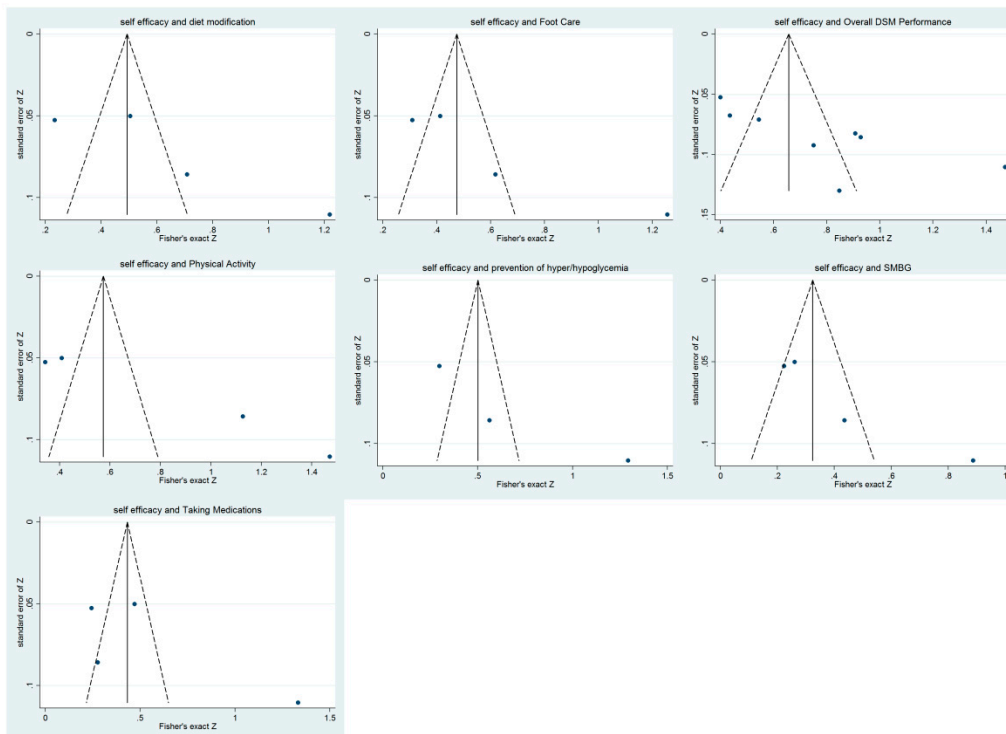 self efficacy and diet modification
0
.05
.1
standard error of Z
.2 .4 .6 .8 1 1.2
Fisher's exact Z
self efficacy and Foot Care
0
.05
.1
standard error of Z
.2 .4 .6 .8 1 1.2
Fisher's exact Z
self efficacy and Overall DSM Performance
0
.05
.1
.15
standard error of Z
.4 .6 .8 1 1.2 1.4
Fisher's exact Z
self efficacy and Physical Activity
0
.05
.1
standard error of Z
.4 .6 .8 1 1.2 1.4
Fisher's exact Z
self efficacy and prevention of hyper/hypoglycemia
0
.05
.1
standard error of Z
0 .5 1 1.5
Fisher's exact Z
self efficacy and SMBG
0
.05
.1
standard error of Z
0 .2 .4 .6 .8 1
Fisher's exact Z
self efficacy and Taking Medications
0
.05
.1
standard error of Z
0 .5 1 1.5
Fisher's exact Z